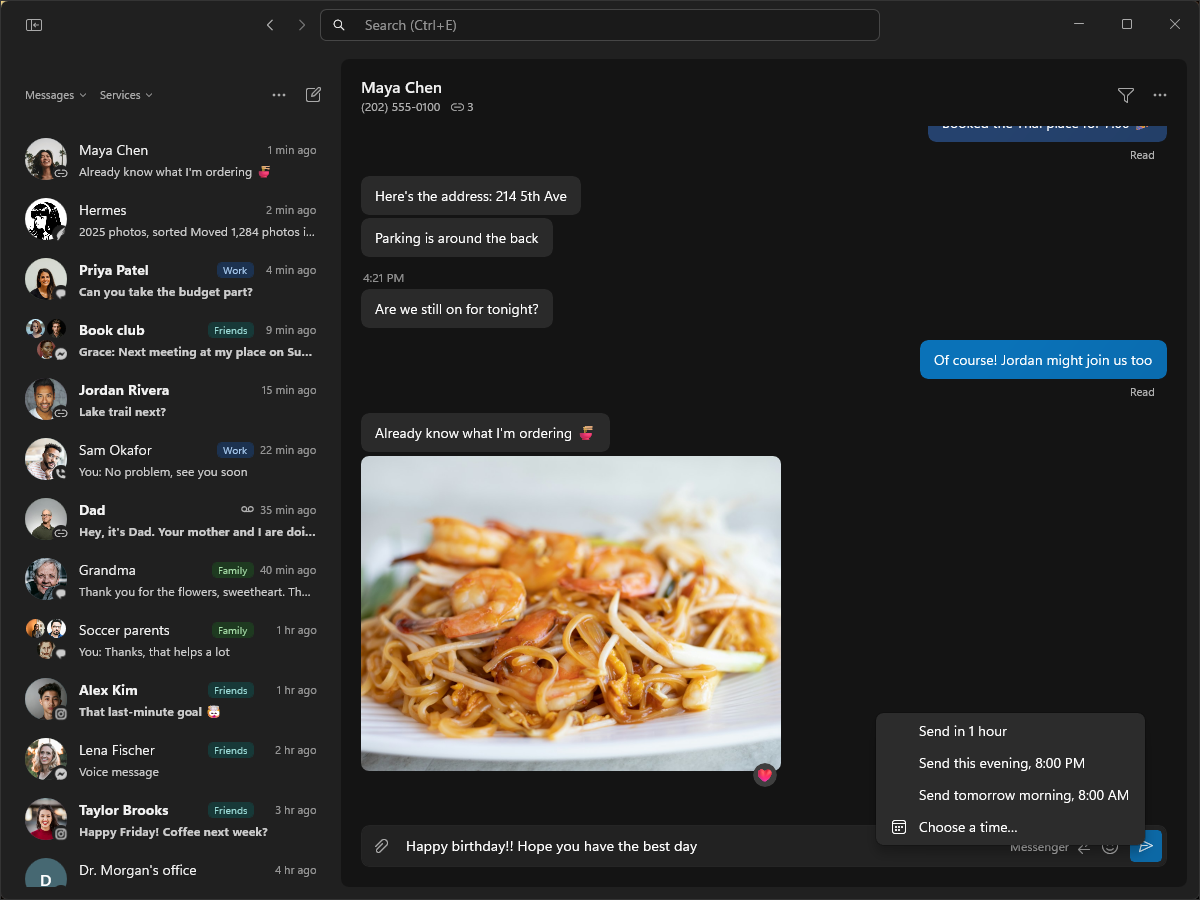 Search (Ctrl+E)
Messages
Services
Maya Chen
1 min ago
Already know what I'm ordering
Hermes
2 min ago
2025 photos, sorted Moved 1,284 photos i...
Priya Patel
Work
4 min ago
Can you take the budget part?
Book club
Friends
9 min ago
Grace: Next meeting at my place on Su...
Jordan Rivera
15 min ago
Lake trail next?
Sam Okafor
Work
22 min ago
You: No problem, see you soon
Dad
35 min ago
Hey, it's Dad. Your mother and I are doi...
Grandma
Family
40 min ago
Thank you for the flowers, sweetheart. Th...
Soccer parents
Family
1 hr ago
You: Thanks, that helps a lot
Alex Kim
Friends
1 hr ago
That last-minute goal
Lena Fischer
Friends
2 hr ago
Voice message
Taylor Brooks
Friends
3 hr ago
Happy Friday! Coffee next week?
D
Dr. Morgan's office
4 hr ago
Maya Chen
(202) 555-0100
3
Booked the Thai place for 7:00
Read
Here's the address: 214 5th Ave
Parking is around the back
4:21 PM
Are we still on for tonight?
Of course! Jordan might join us too
Read
Already know what I'm ordering
Send in 1 hour
Send this evening, 8:00 PM
Send tomorrow morning, 8:00 AM
Choose a time...
Happy birthday!! Hope you have the best day
Messenger